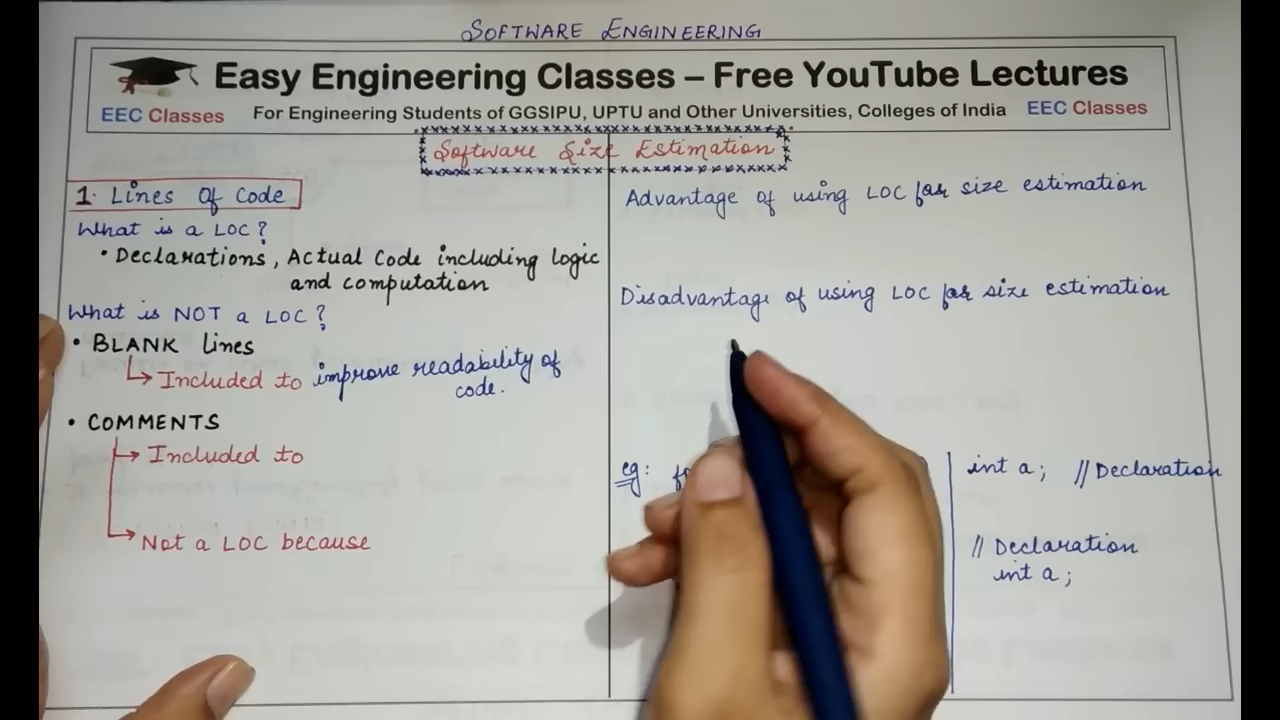 SOFTWARE ENGINEERING
Easy Engineering Classes – Free YouTube Lectures
EEC Classes For Engineering Students of GGSIPU, UPTU and Other Universities, Colleges of India EEC Classes
Software Size Estimation
1. Lines Of Code
What is a LOC?
• Declarations, Actual Code including logic
and computation
What is NOT a LOC?
• BLANK Lines
Included to improve readability of
code.
• COMMENTS
Included to
Not a LOC because
Advantage of using LOC for size estimation
Disadvantage of using LOC for size estimation
eg:
int a; // Declaration
// Declaration
int a;